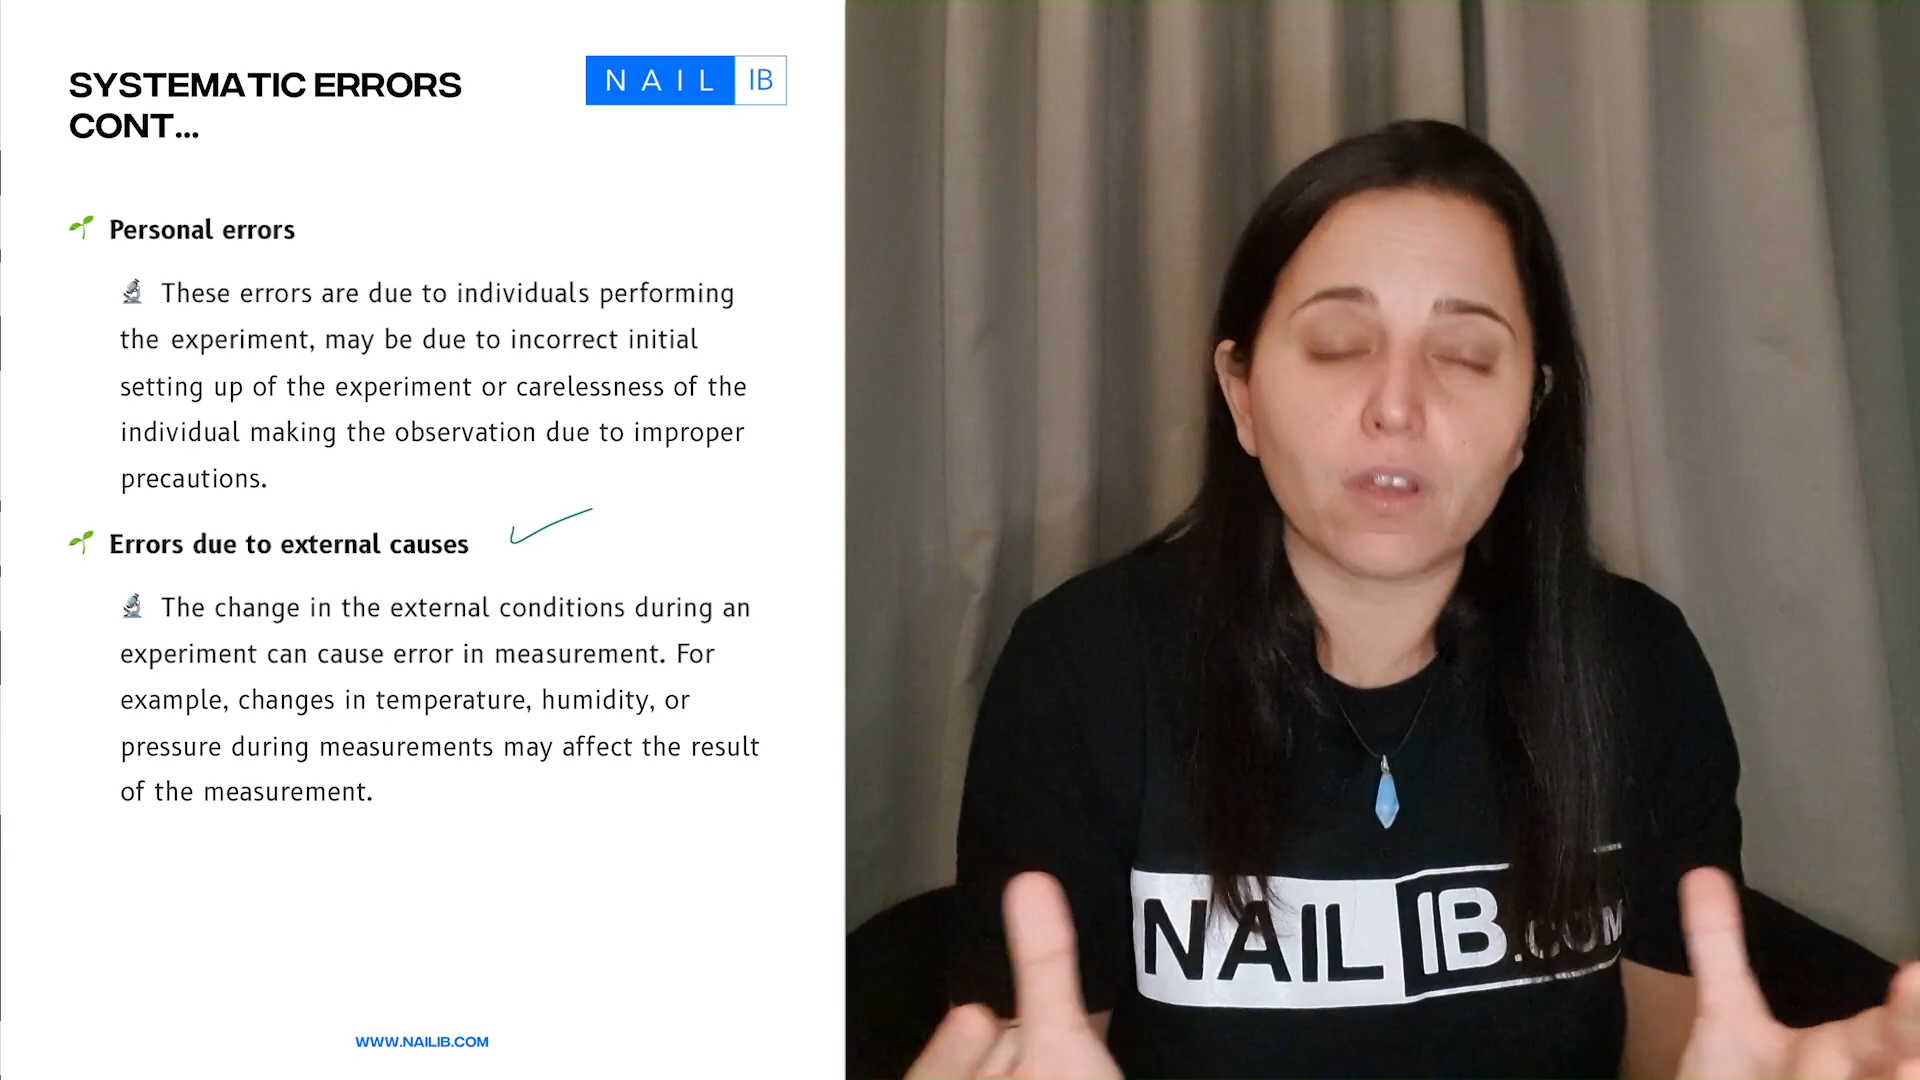 SYSTEMATIC ERRORS
CONT...
NAIL IB
Personal errors
These errors are due to individuals performing
the experiment, may be due to incorrect initial
setting up of the experiment or carelessness of the
individual making the observation due to improper
precautions.
Errors due to external causes
The change in the external conditions during an
experiment can cause error in measurement. For
example, changes in temperature, humidity, or
pressure during measurements may affect the result
of the measurement.
WWW.NAILIB.COM
NAIL IB.COM